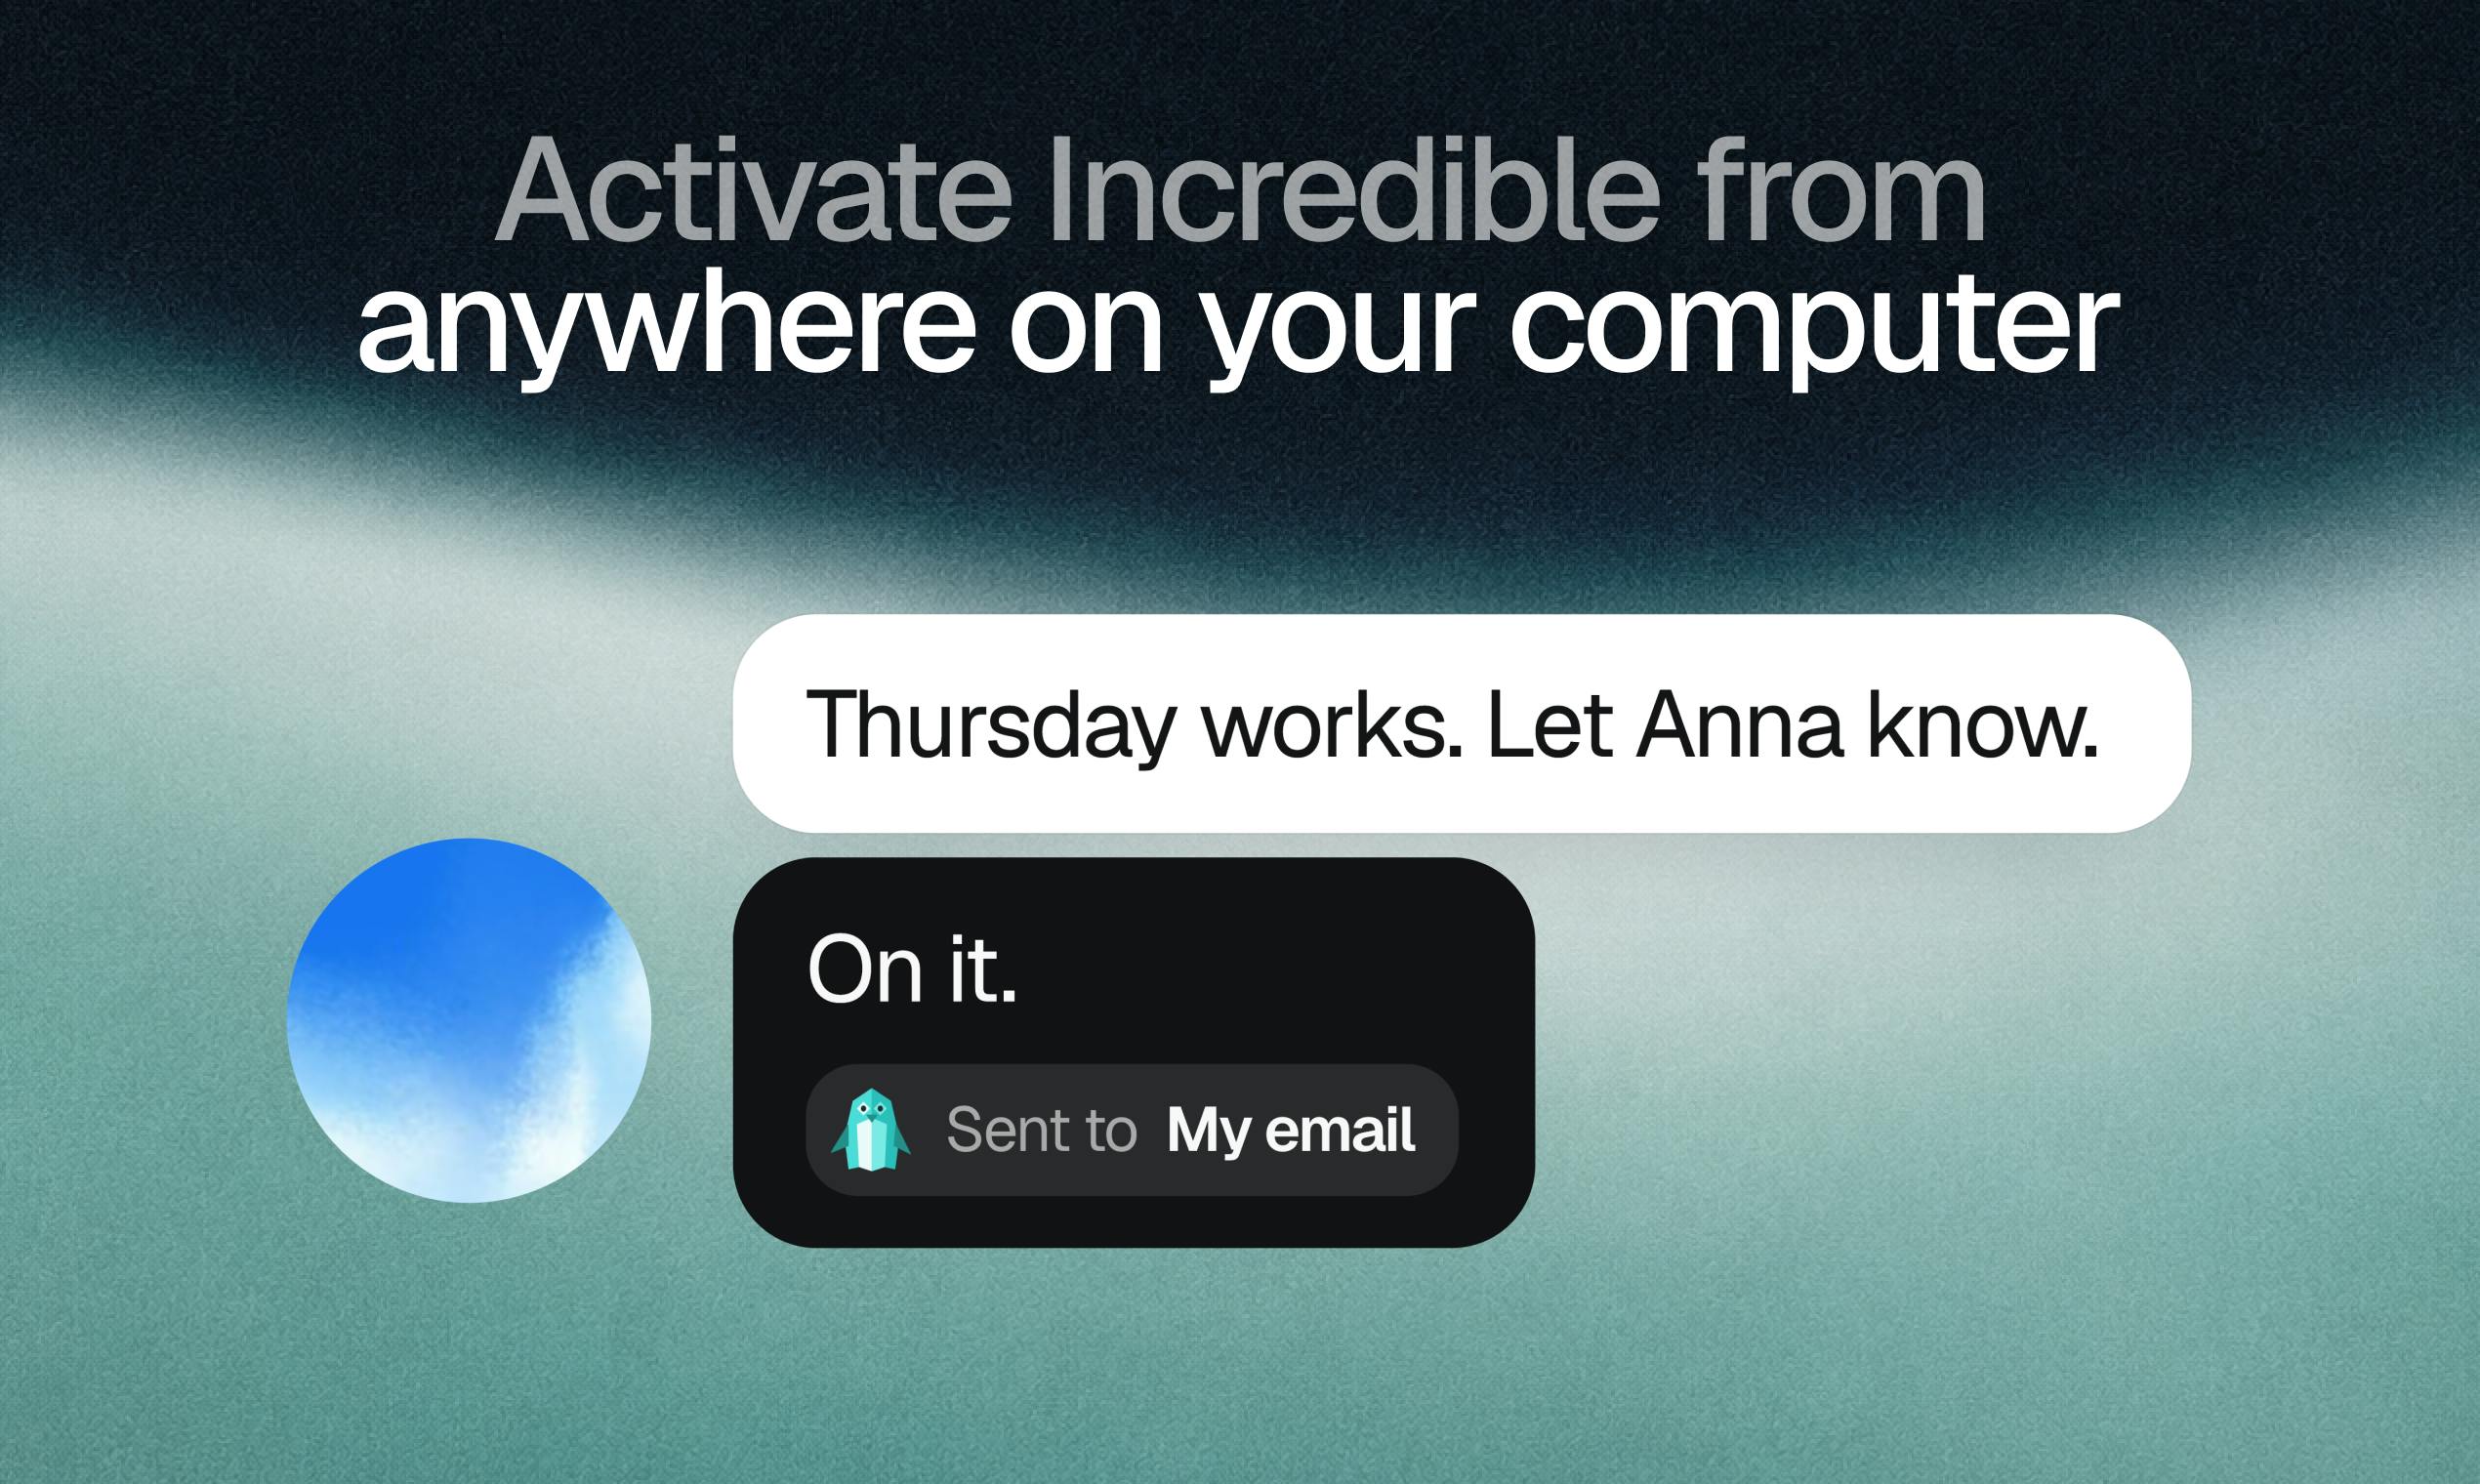 Activate Incredible from
anywhere on your computer
Thursday works. Let Anna know.
On it.
Sent to My email